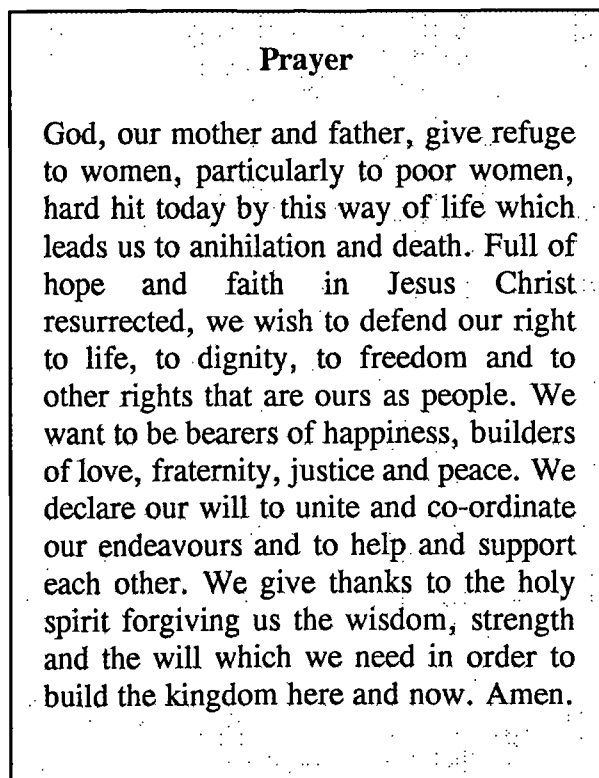 Prayer
God, our mother and father, give refuge
to women, particularly to poor women,
hard hit today by this way of life which
leads us to anihilation and death. Full of
hope and faith in Jesus Christ
resurrected, we wish to defend our right
to life, to dignity, to freedom and to
other rights that are ours as people. We
want to be bearers of happiness, builders
of love, fraternity, justice and peace. We
declare our will to unite and co-ordinate
our endeavours and to help and support
each other. We give thanks to the holy
spirit forgiving us the wisdom, strength
and the will which we need in order to
build the kingdom here and now. Amen.